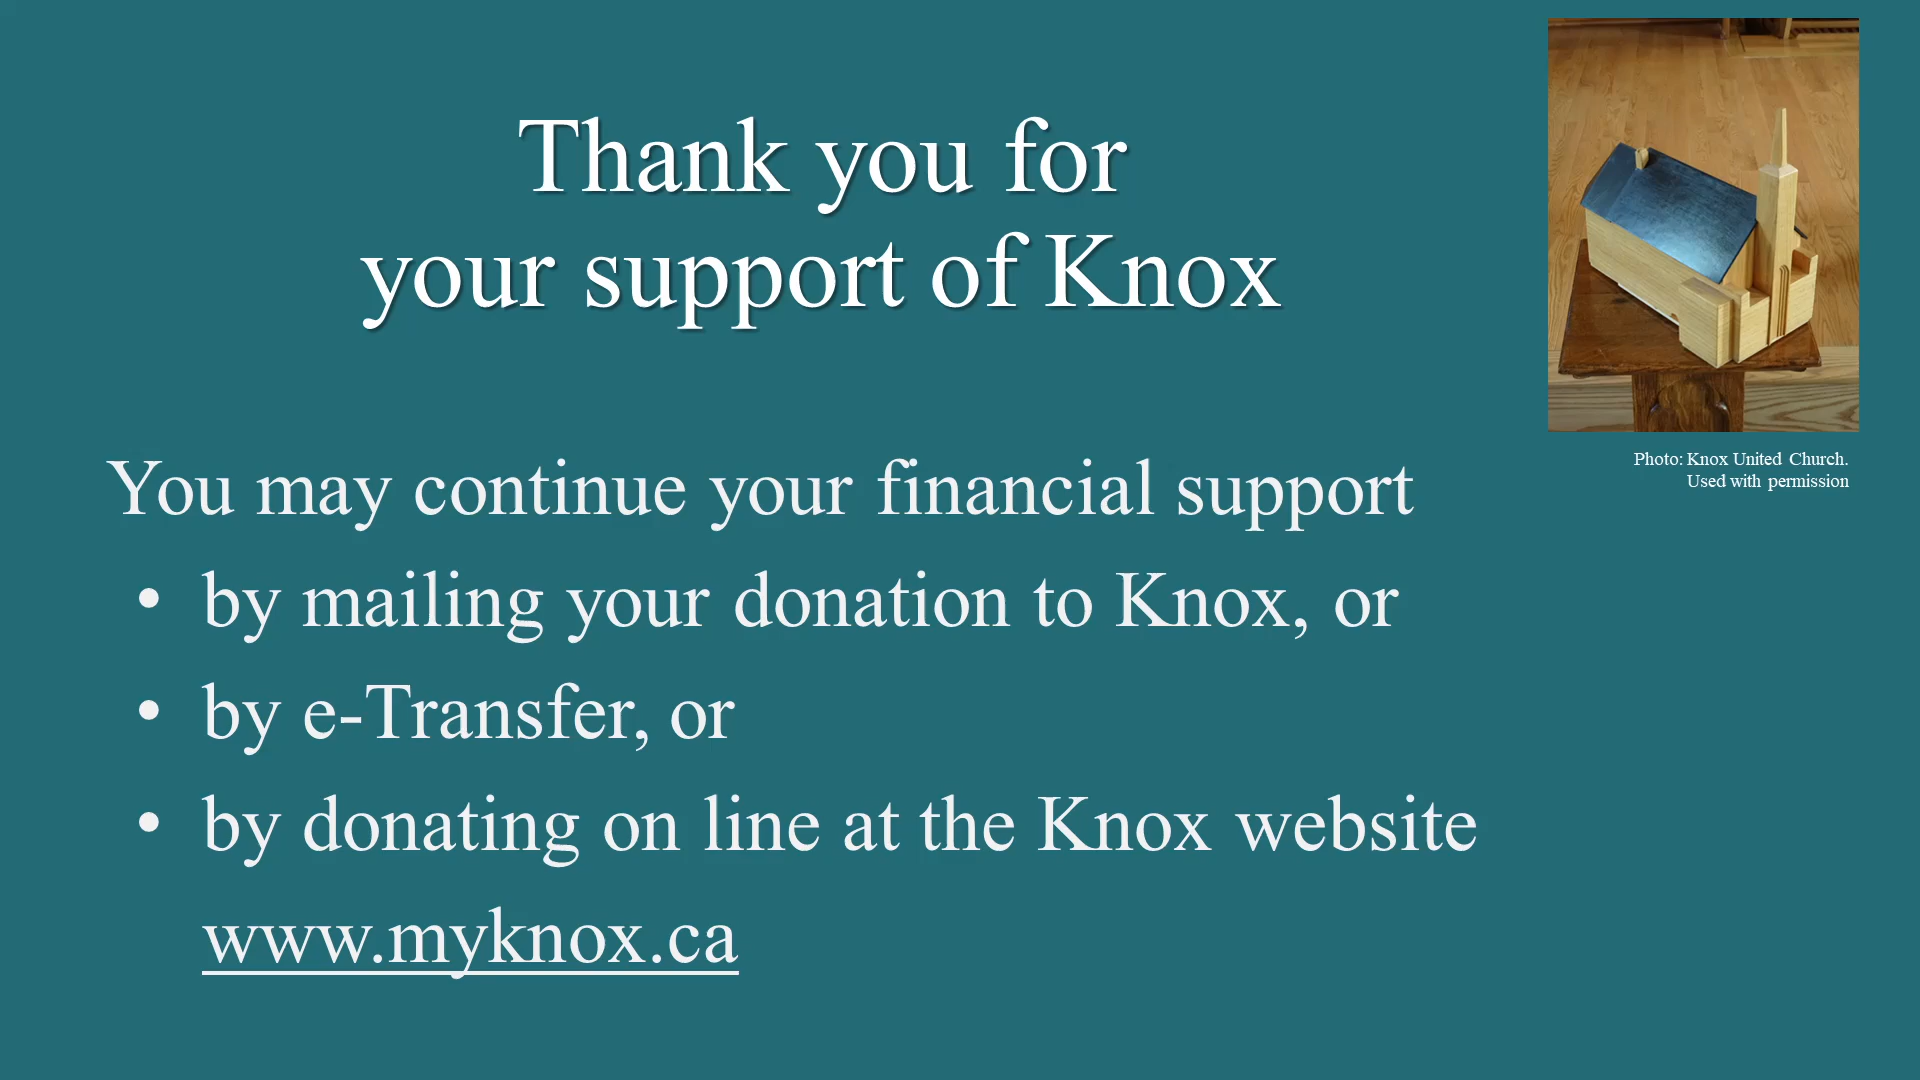 Thank you for
your support of Knox
You may continue your financial support
• by mailing your donation to Knox, or
• by e-Transfer, or
• by donating on line at the Knox website
www.myknox.ca
Photo: Knox United Church.
Used with permission